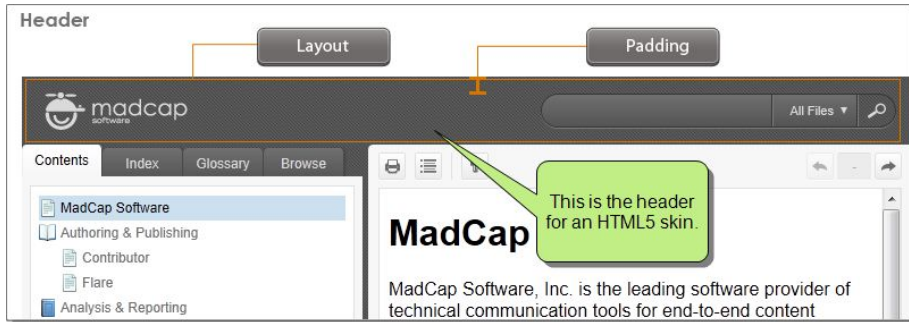 Header
Layout
Padding
madcap
software
All Files
Contents
Index
Glossary
Browse
-
This is the header
for an HTML5 skin.
MadCap Software
Authoring & Publishing
Contributor
Flare
Analysis & Reporting
MadCap
MadCap Software, Inc. is the leading software provider of
technical communication tools for end-to-end content